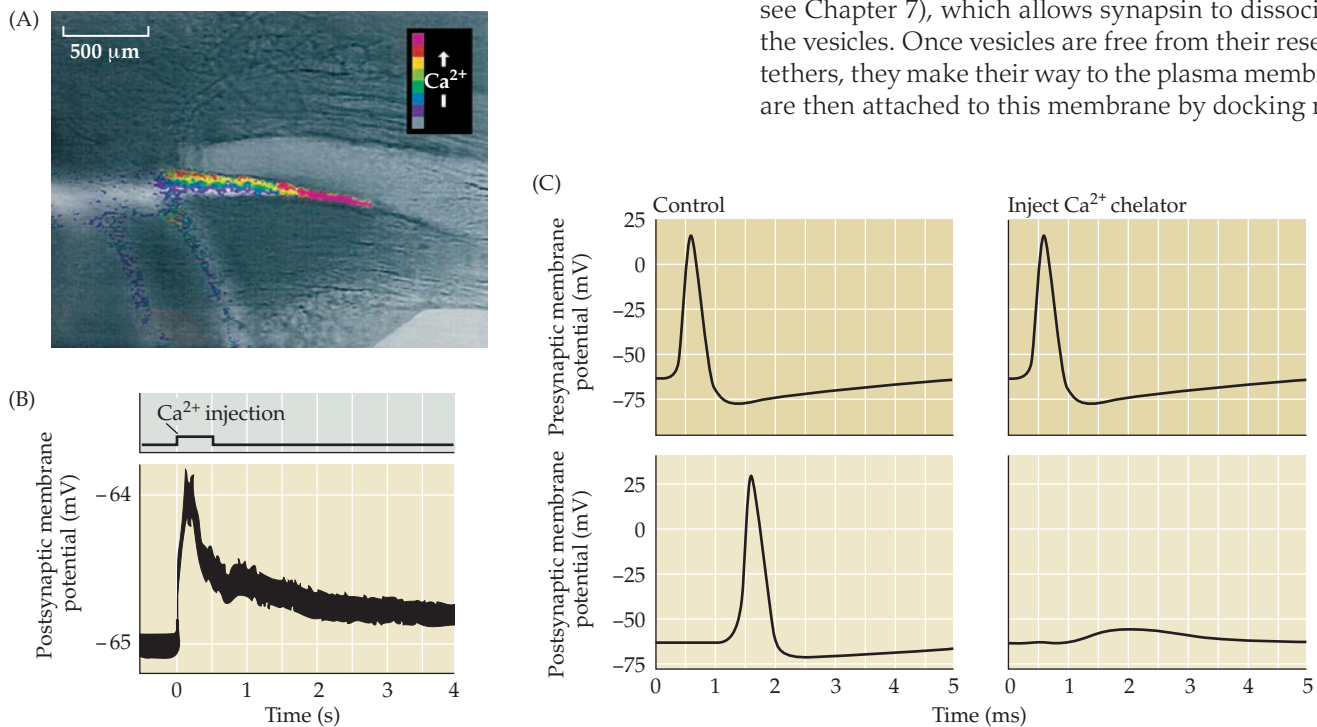 (A)
500 μm
Ca2+
see Chapter 7), which allows synapsin to dissoci
the vesicles. Once vesicles are free from their rese
tethers, they make their way to the plasma membr
are then attached to this membrane by docking
(B)
Ca2+ injection
Postsynaptic membrane
potential (mV)
−64
−65
0 1 2 3 4
Time (s)
(C)
Control
Presynaptic membrane
potential (mV)
25
0
−25
−50
−75
Postsynaptic membrane
potential (mV)
25
0
−25
−50
−75
0 1 2 3 4 5
Inject Ca2+ chelator
0 1 2 3 4 5
Time (ms)